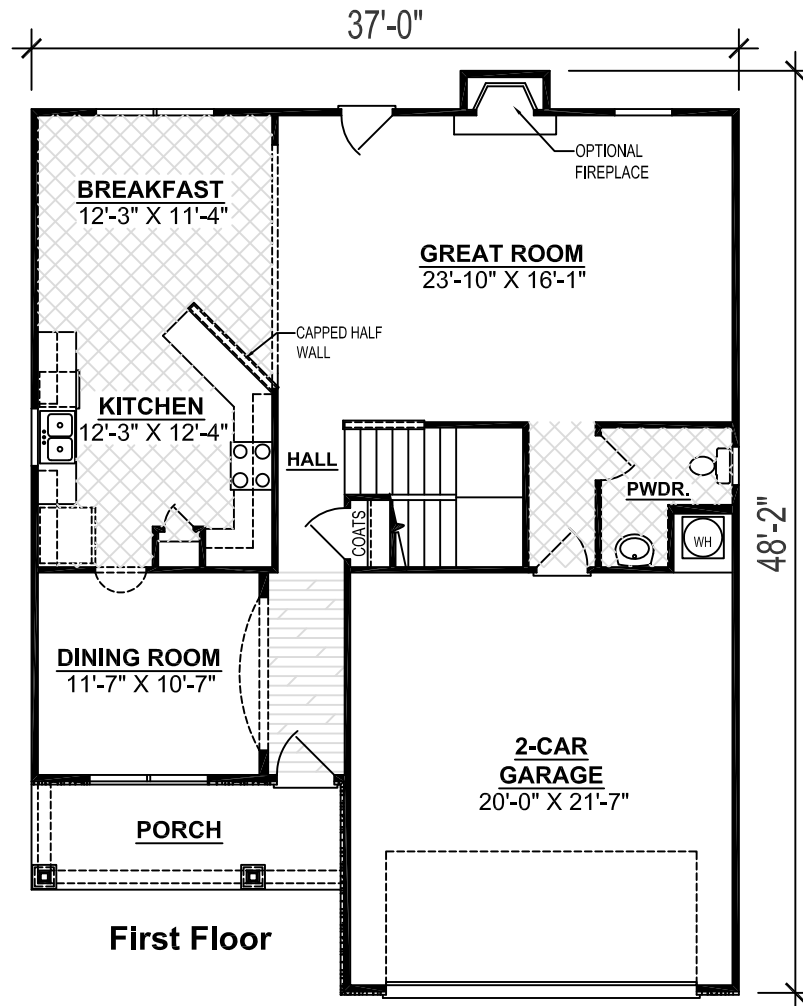 37'-0"
OPTIONAL
FIREPLACE
BREAKFAST
12'-3" X 11'-4"
GREAT ROOM
23'-10" X 16'-1"
CAPPED HALF
WALL
KITCHEN
12'-3" X 12'-4"
HALL
PWDR.
COATS
WH
48'-2"
DINING ROOM
11'-7" X 10'-7"
2-CAR
GARAGE
20'-0" X 21'-7"
PORCH
First Floor